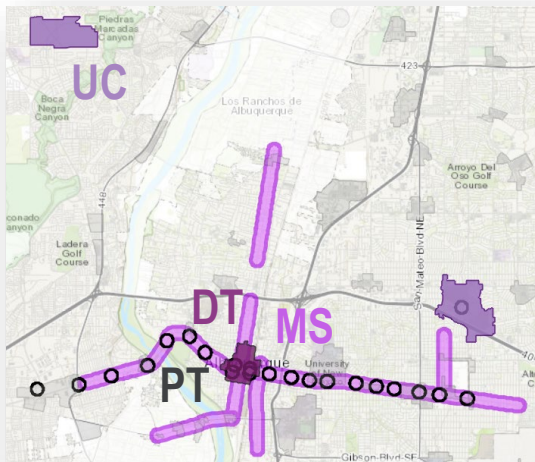 Piedras
Marcadas
Canyon
UC
423
Boca
Negra
Canyon
Los Ranchos de
Albuquerque
Arroyo Del
Oso Golf
Course
448
Ladera
Golf
Course
San-Mateo-Blvd-NE
DT
MS
PT
University
Gibson-Blvd-SE